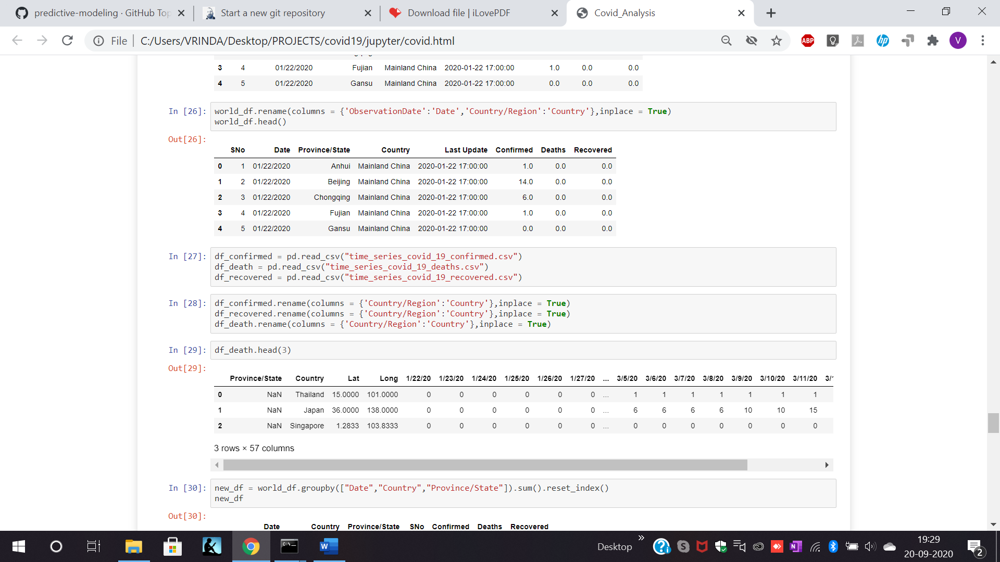 predictive-modeling · GitHub Top
Start a new git repository
Download file | iLovePDF
Covid_Analysis
File
C:/Users/VRINDA/Desktop/PROJECTS/covid19/jupyter/covid.html
ABP
hp
V
3 4 01/22/2020 Fujian Mainland China 2020-01-22 17:00:00 1.0 0.0 0.0
4 5 01/22/2020 Gansu Mainland China 2020-01-22 17:00:00 0.0 0.0 0.0
In [26]: world_df.rename(columns = {'ObservationDate':'Date','Country/Region':'Country'},inplace = True)
world_df.head()
Out[26]:
SNo Date Province/State Country Last Update Confirmed Deaths Recovered
0 1 01/22/2020 Anhui Mainland China 2020-01-22 17:00:00 1.0 0.0 0.0
1 2 01/22/2020 Beijing Mainland China 2020-01-22 17:00:00 14.0 0.0 0.0
2 3 01/22/2020 Chongqing Mainland China 2020-01-22 17:00:00 6.0 0.0 0.0
3 4 01/22/2020 Fujian Mainland China 2020-01-22 17:00:00 1.0 0.0 0.0
4 5 01/22/2020 Gansu Mainland China 2020-01-22 17:00:00 0.0 0.0 0.0
In [27]: df_confirmed = pd.read_csv("time_series_covid_19_confirmed.csv")
df_death = pd.read_csv("time_series_covid_19_deaths.csv")
df_recovered = pd.read_csv("time_series_covid_19_recovered.csv")
In [28]: df_confirmed.rename(columns = {'Country/Region':'Country'},inplace = True)
df_recovered.rename(columns = {'Country/Region':'Country'},inplace = True)
df_death.rename(columns = {'Country/Region':'Country'},inplace = True)
In [29]: df_death.head(3)
Out[29]:
Province/State Country Lat Long 1/22/20 1/23/20 1/24/20 1/25/20 1/26/20 1/27/20 ... 3/5/20 3/6/20 3/7/20 3/8/20 3/9/20 3/10/20 3/11/20 3/1
0 NaN Thailand 15.0000 101.0000 0 0 0 0 0 0 ... 1 1 1 1 1 1 1
1 NaN Japan 36.0000 138.0000 0 0 0 0 0 0 ... 6 6 6 6 10 10 15
2 NaN Singapore 1.2833 103.8333 0 0 0 0 0 0 ... 0 0 0 0 0 0 0
3 rows × 57 columns
In [30]: new_df = world_df.groupby(["Date","Country","Province/State"]).sum().reset_index()
new_df
Out[30]:
Date Country Province/State SNo Confirmed Deaths Recovered
Desktop
19:29
20-09-2020
2